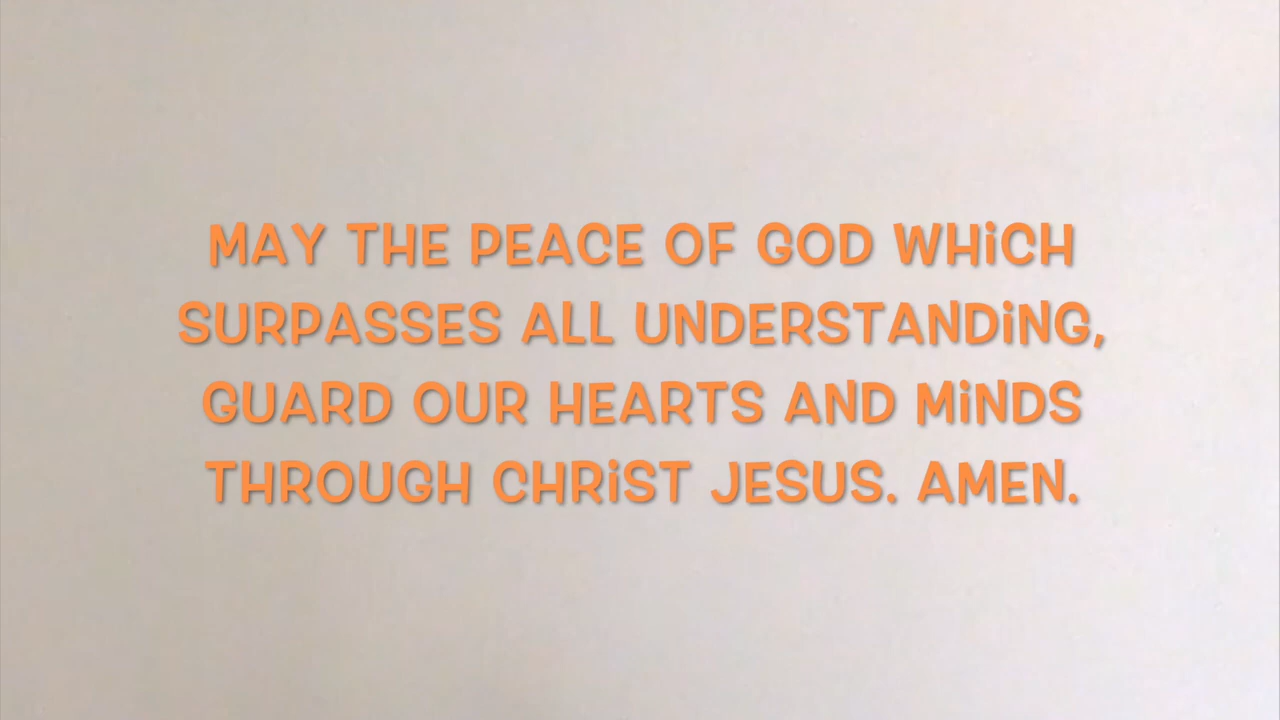 MAY THE PEACE OF GOD WHiCH
SURPASSES ALL UNDERSTANDiNG,
GUARD OUR HEARTS AND MiNDS
THROUGH CHRiST JESUS. AMEN.